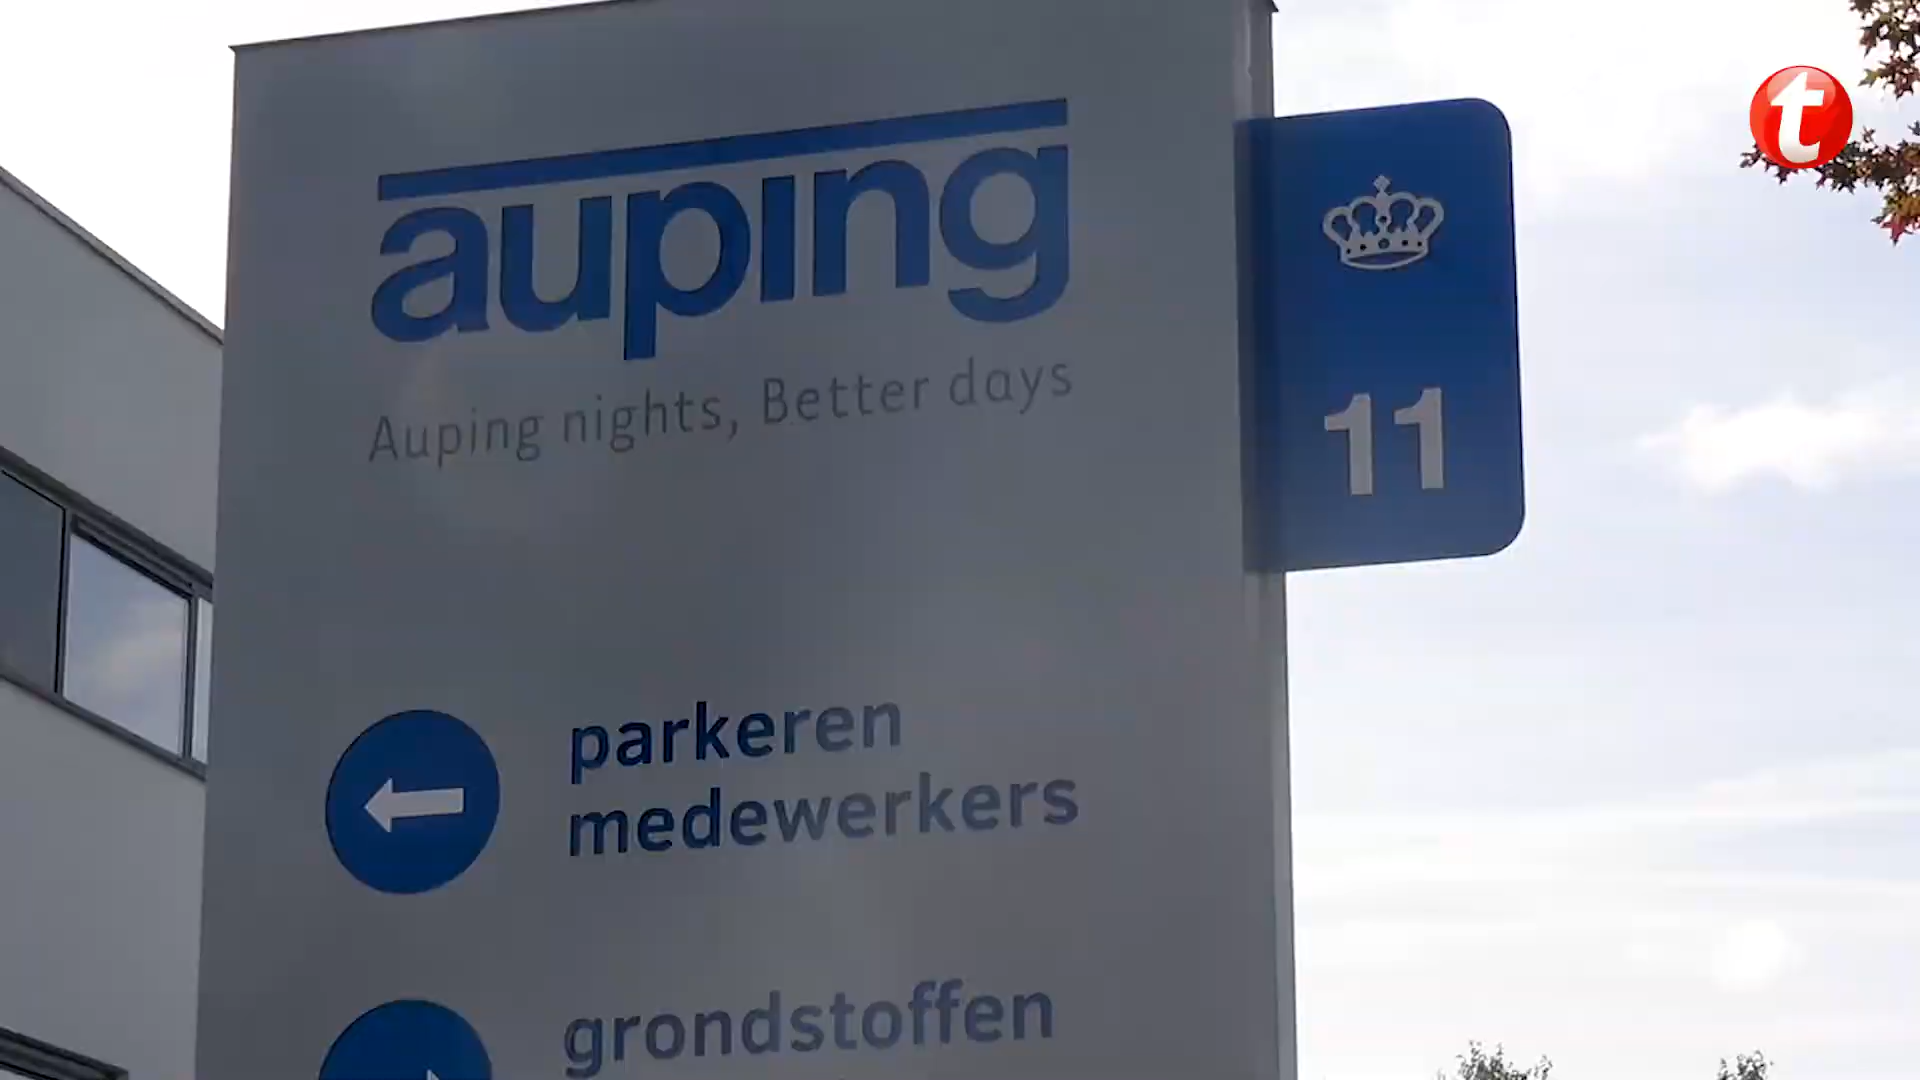 auping
Auping nights, Better days
11
parkeren
medewerkers
grondstoffen
t